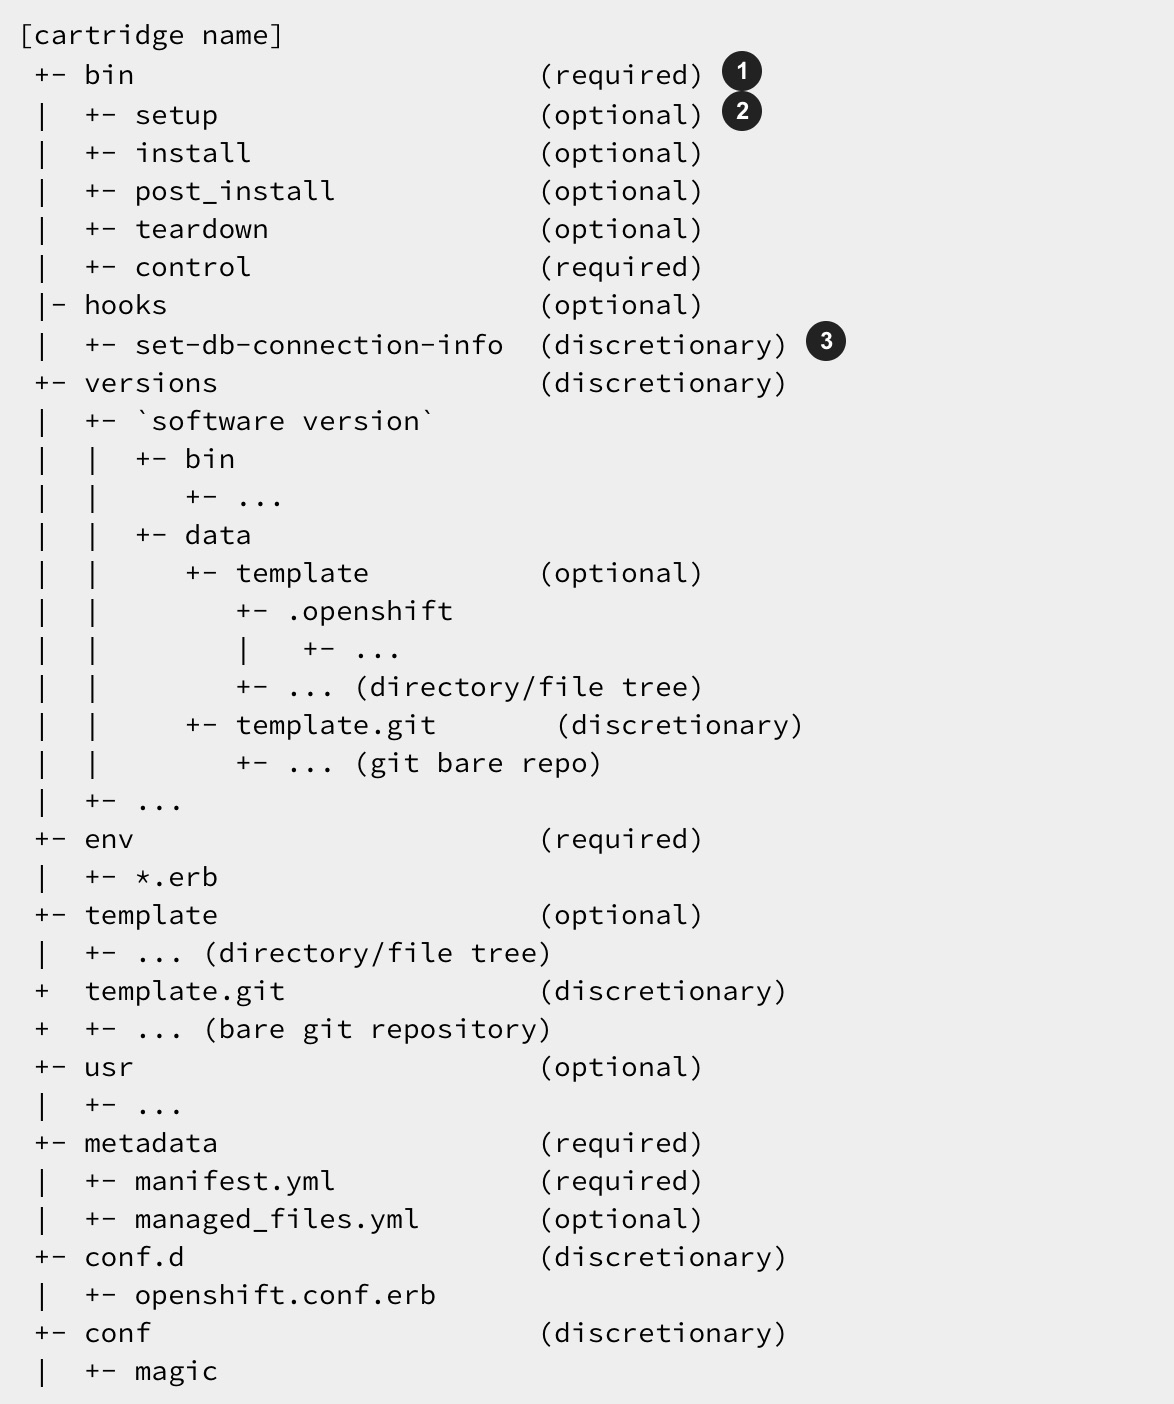 [cartridge name]
 +- bin                        (required) 1
 |  +- setup                   (optional) 2
 |  +- install                 (optional)
 |  +- post_install            (optional)
 |  +- teardown                (optional)
 |  +- control                 (required)
 |- hooks                      (optional)
 |  +- set-db-connection-info  (discretionary) 3
 +- versions                   (discretionary)
 |  +- `software version`
 |  |  +- bin
 |  |     +- ...
 |  |  +- data
 |  |     +- template          (optional)
 |  |        +- .openshift
 |  |        |   +- ...
 |  |        +- ... (directory/file tree)
 |  |     +- template.git       (discretionary)
 |  |        +- ... (git bare repo)
 |  +- ...
 +- env                        (required)
 |  +- *.erb
 +- template                   (optional)
 |  +- ... (directory/file tree)
 +  template.git               (discretionary)
 +  +- ... (bare git repository)
 +- usr                        (optional)
 |  +- ...
 +- metadata                   (required)
 |  +- manifest.yml            (required)
 |  +- managed_files.yml       (optional)
 +- conf.d                     (discretionary)
 |  +- openshift.conf.erb
 +- conf                       (discretionary)
 |  +- magic